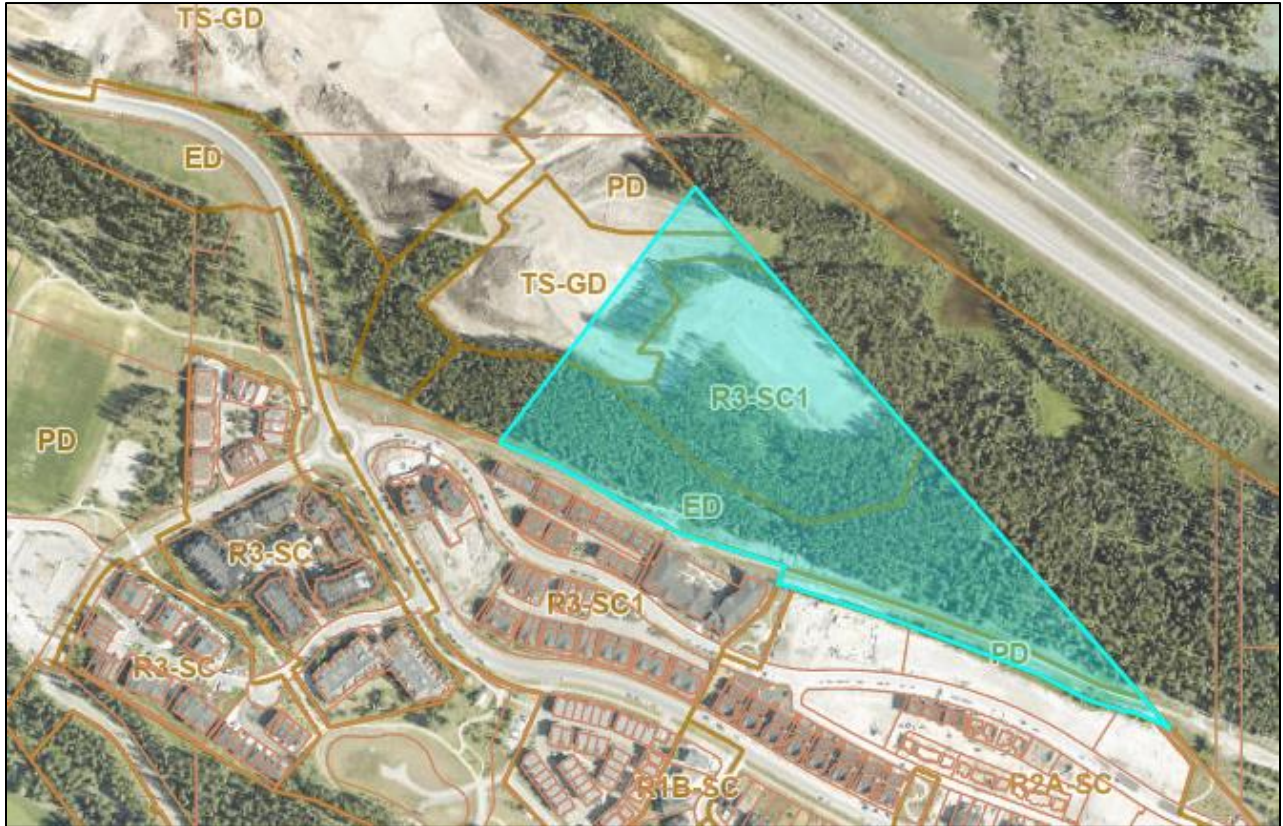 TS-GD
ED
PD
TS-GD
R3-SC1
PD
ED
R3-SC
R3-SC1
R3-SC
PD
R1B-SC
R2A-SC